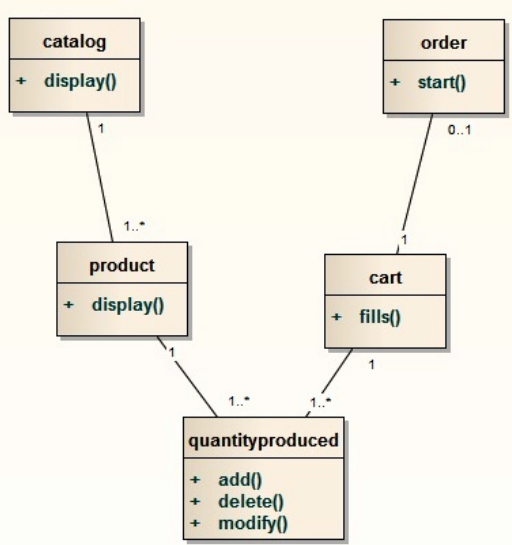 catalog
+ display()
order
+ start()
1
0..1
1..*
1
product
+ display()
cart
+ fills()
1
1
1..*
1..*
quantityproduced
+ add()
+ delete()
+ modify()